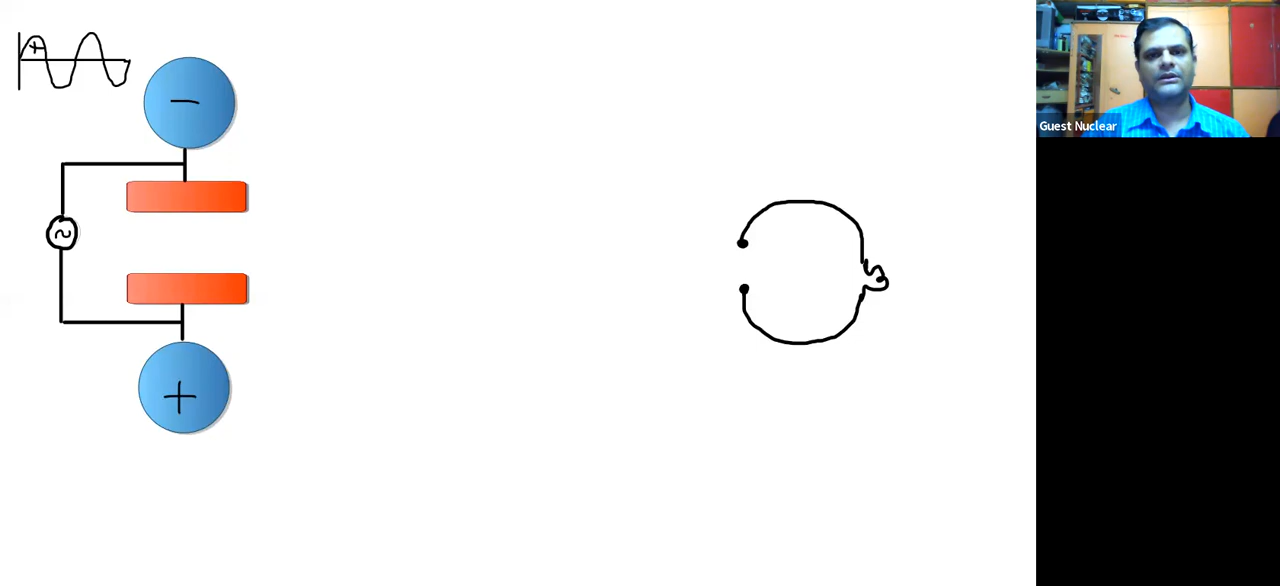 +
−
~
+
Guest Nuclear